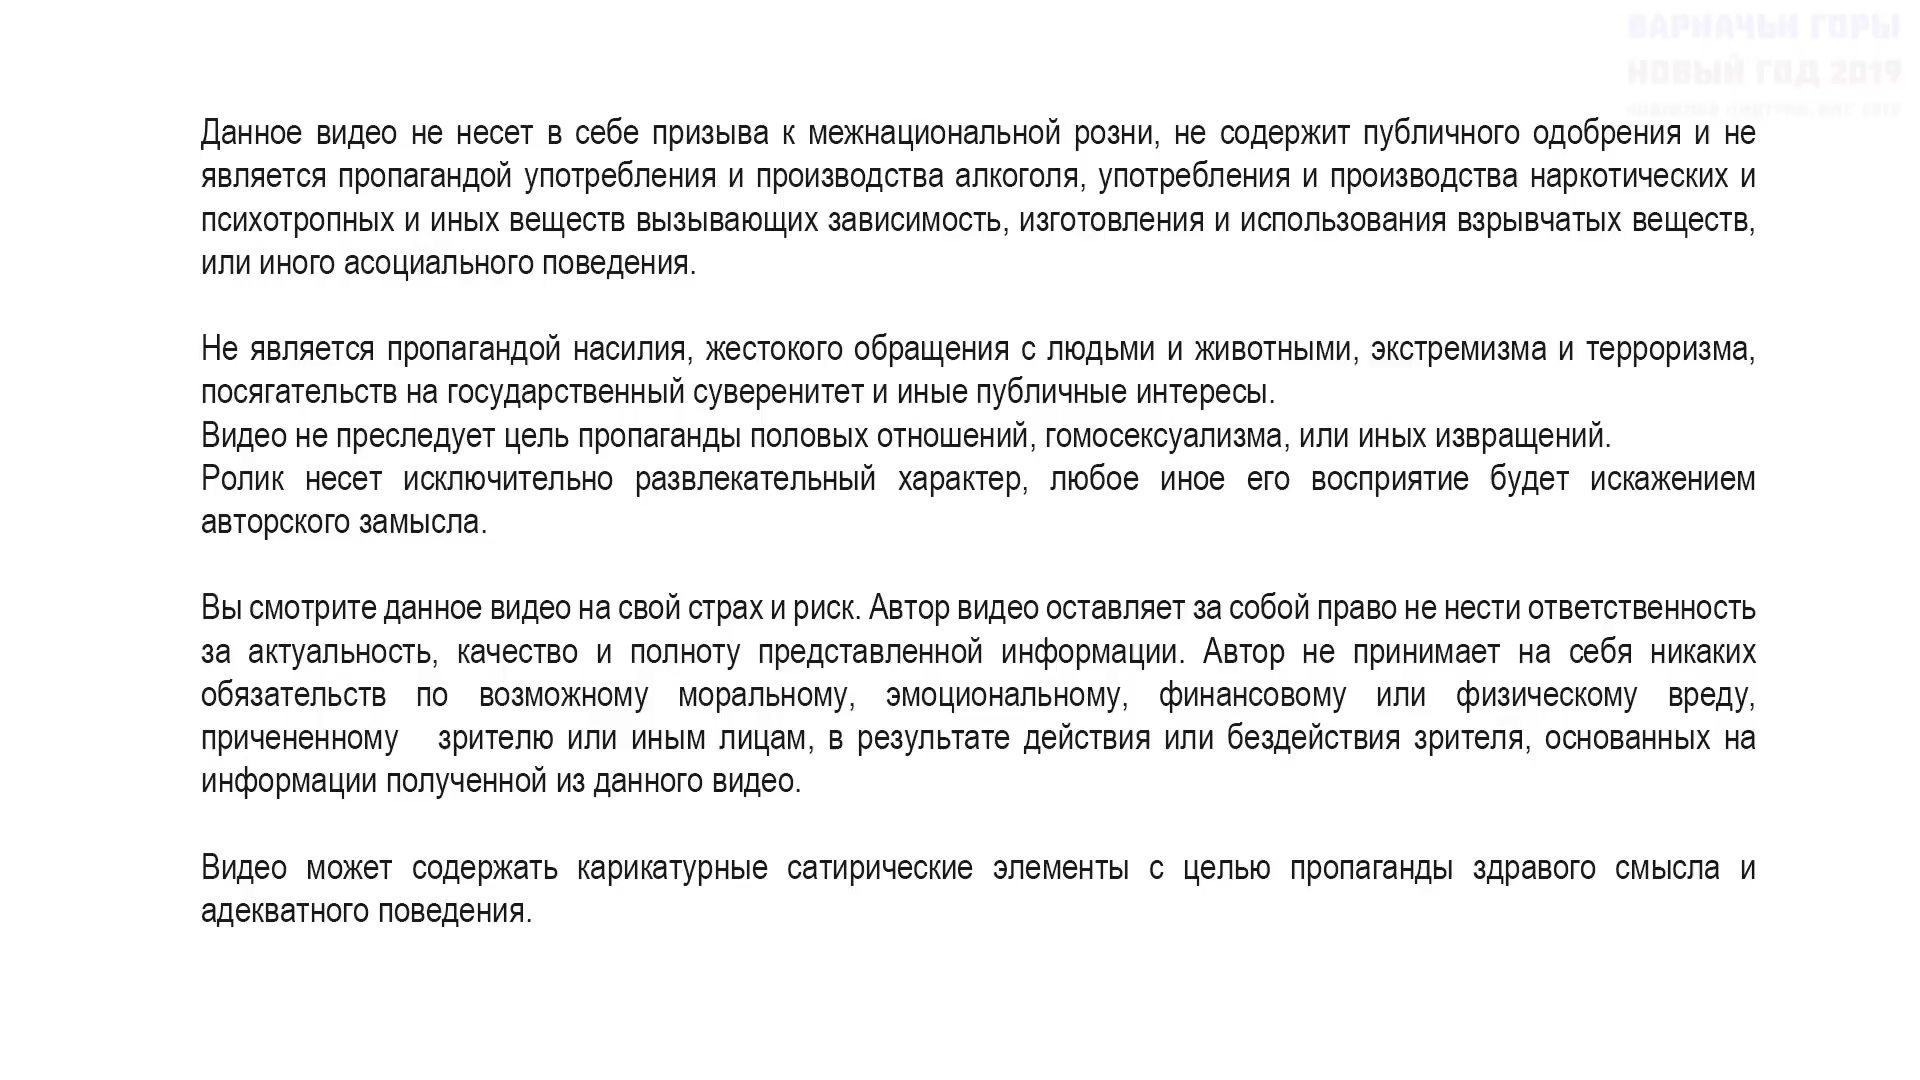 ВАРНАЧЬИ ГОРЫ
НОВЫЙ ГОД 2019
Данное видео не несет в себе призыва к межнациональной розни, не содержит публичного одобрения и не
является пропагандой употребления и производства алкоголя, употребления и производства наркотических и
психотропных и иных веществ вызывающих зависимость, изготовления и использования взрывчатых веществ,
или иного асоциального поведения.
Не является пропагандой насилия, жестокого обращения с людьми и животными, экстремизма и терроризма,
посягательств на государственный суверенитет и иные публичные интересы.
Видео не преследует цель пропаганды половых отношений, гомосексуализма, или иных извращений.
Ролик несет исключительно развлекательный характер, любое иное его восприятие будет искажением
авторского замысла.
Вы смотрите данное видео на свой страх и риск. Автор видео оставляет за собой право не нести ответственность
за актуальность, качество и полноту представленной информации. Автор не принимает на себя никаких
обязательств по возможному моральному, эмоциональному, финансовому или физическому вреду,
причененному зрителю или иным лицам, в результате действия или бездействия зрителя, основанных на
информации полученной из данного видео.
Видео может содержать карикатурные сатирические элементы с целью пропаганды здравого смысла и
адекватного поведения.